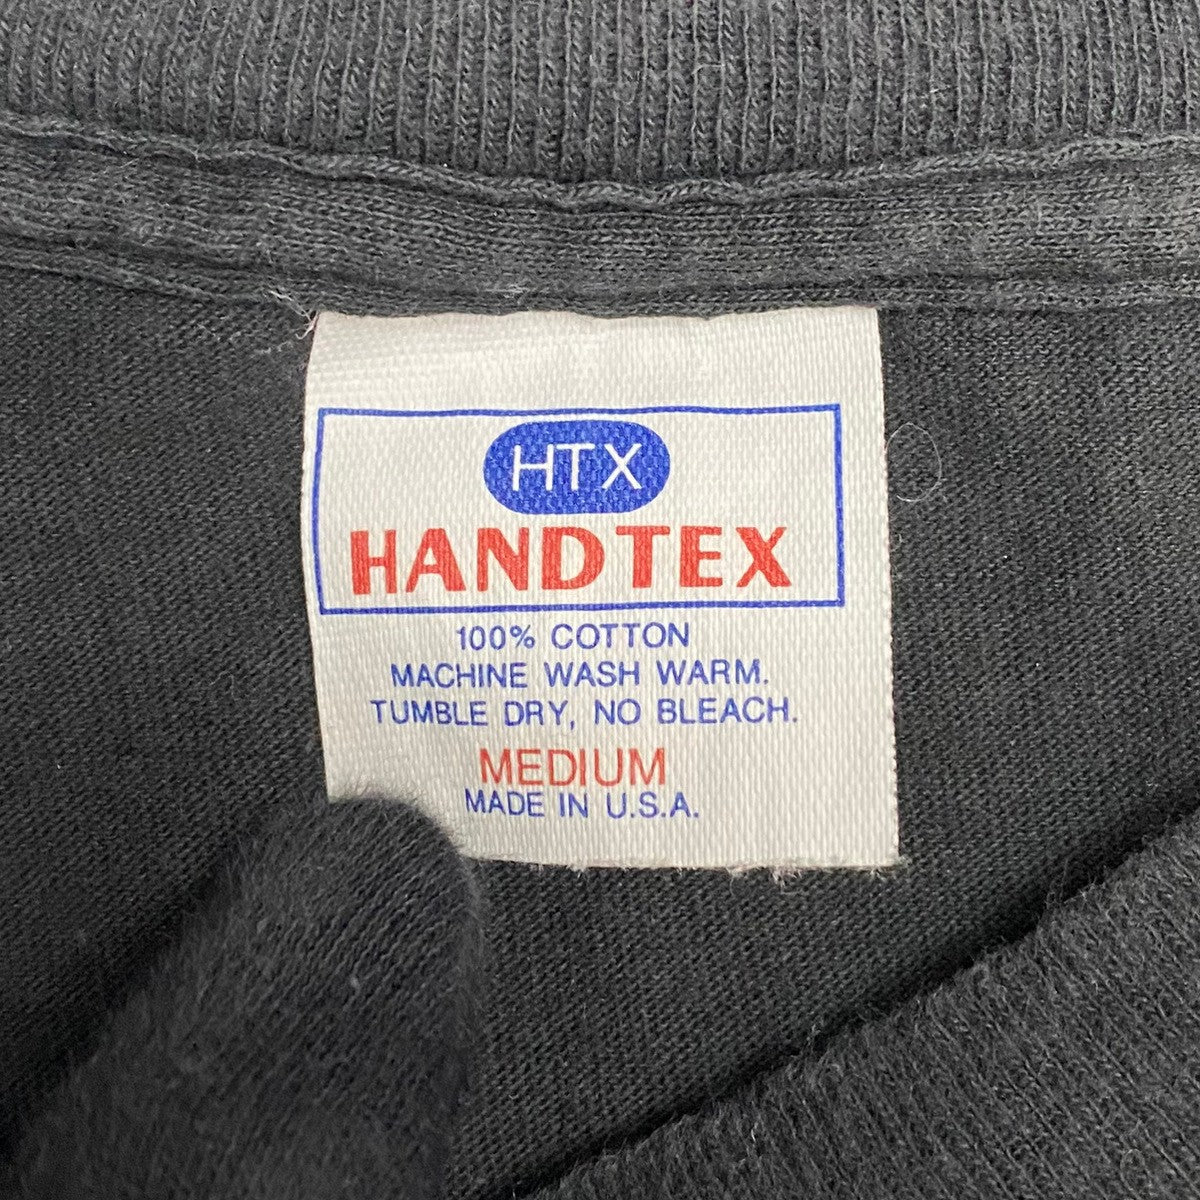 HTX
HANDTEX
100% COTTON
MACHINE WASH WARM.
TUMBLE DRY, NO BLEACH.
MEDIUM
MADE IN U.S.A.